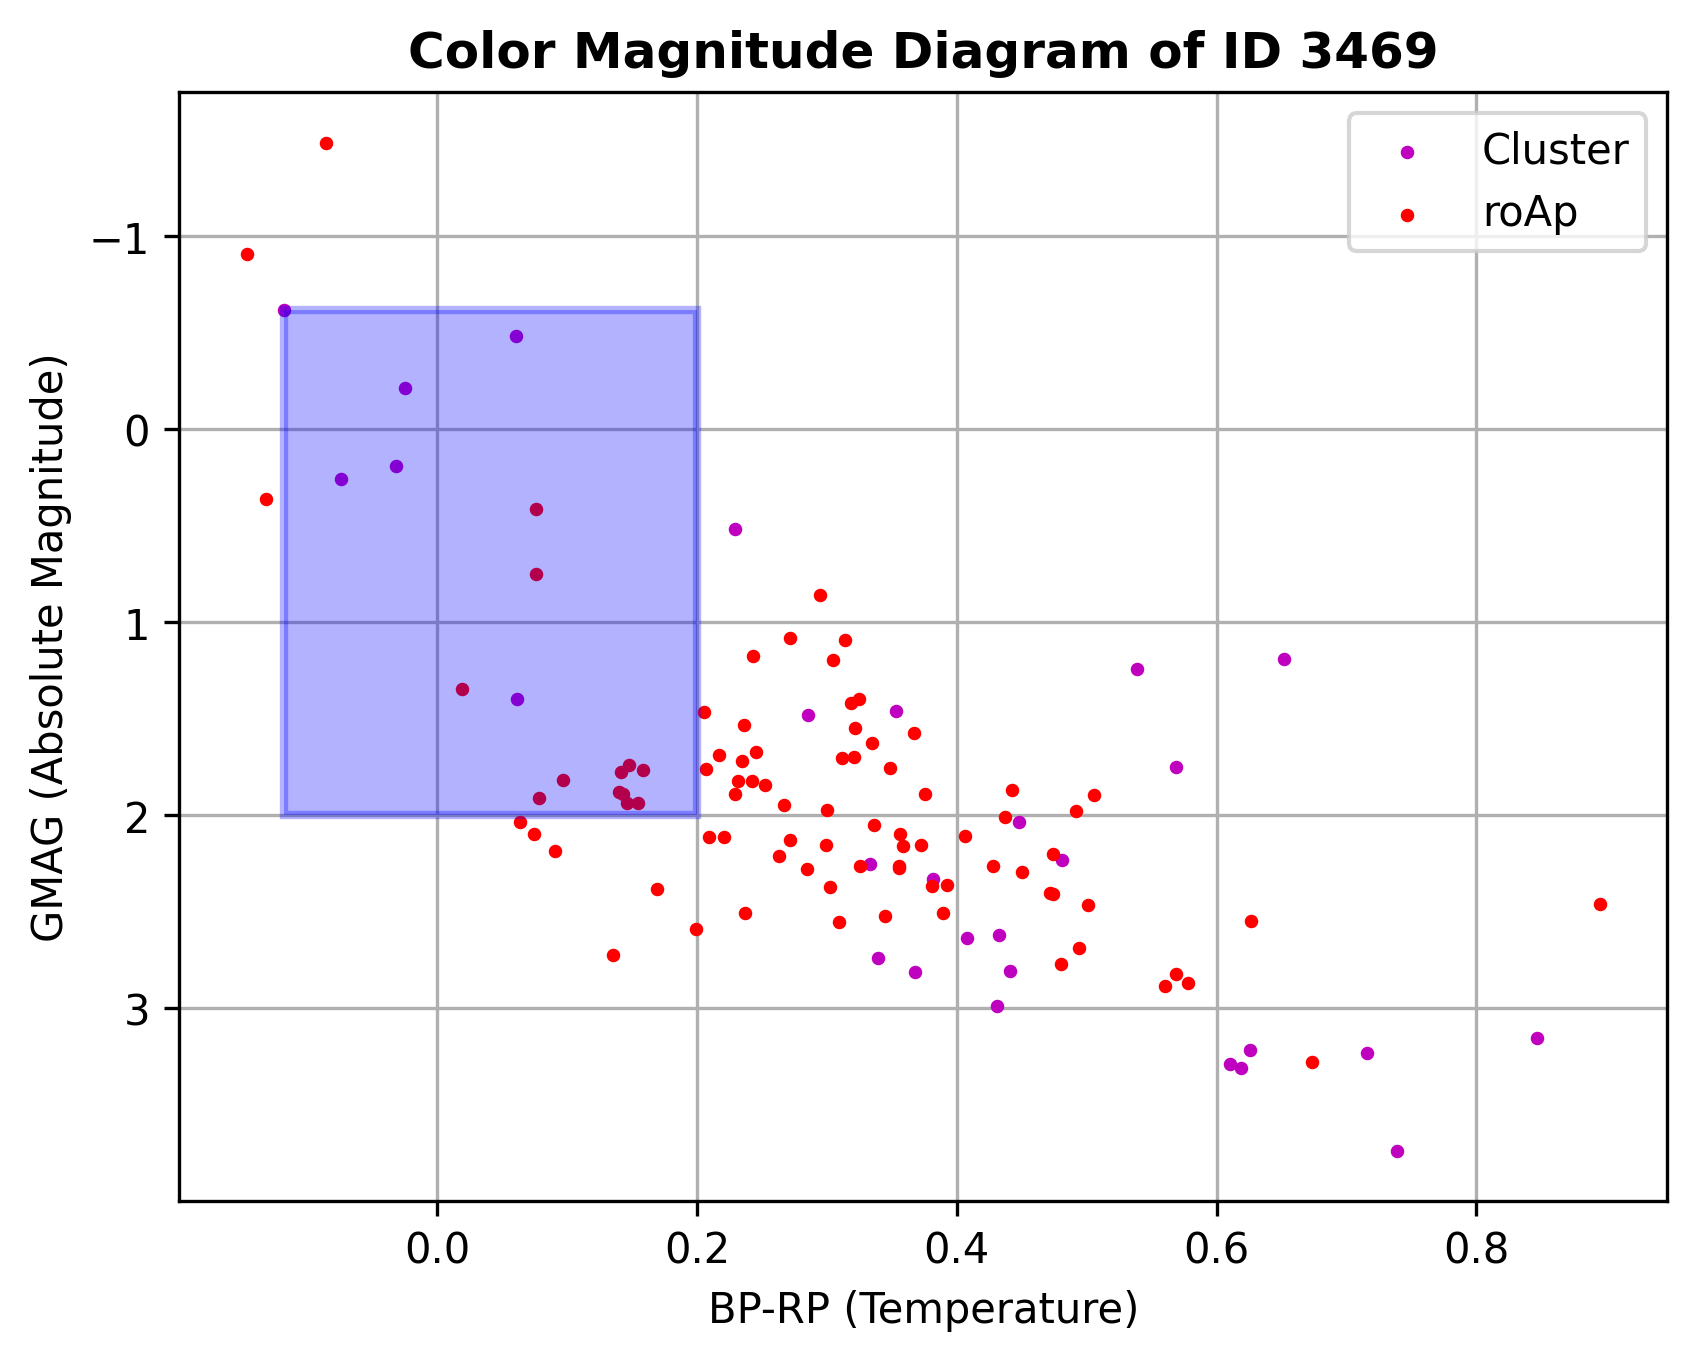 Color Magnitude Diagram of ID 3469
Cluster
roAp
−1
0
1
2
3
GMAG (Absolute Magnitude)
0.0 0.2 0.4 0.6 0.8
BP-RP (Temperature)